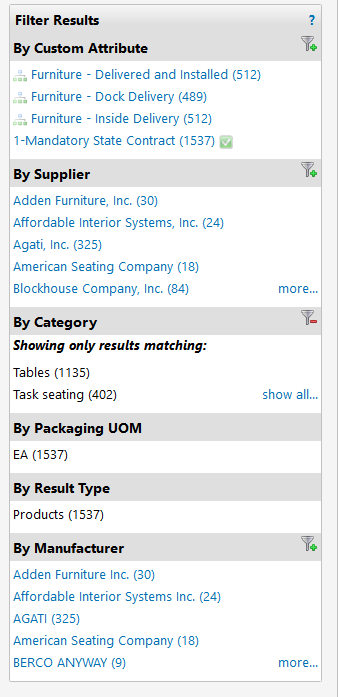 Filter Results ?
By Custom Attribute
Furniture - Delivered and Installed (512)
Furniture - Dock Delivery (489)
Furniture - Inside Delivery (512)
1-Mandatory State Contract (1537)
By Supplier
Adden Furniture, Inc. (30)
Affordable Interior Systems, Inc. (24)
Agati, Inc. (325)
American Seating Company (18)
Blockhouse Company, Inc. (84) more...
By Category
Showing only results matching:
Tables (1135)
Task seating (402) show all...
By Packaging UOM
EA (1537)
By Result Type
Products (1537)
By Manufacturer
Adden Furniture Inc. (30)
Affordable Interior Systems Inc. (24)
AGATI (325)
American Seating Company (18)
BERCO ANYWAY (9) more...